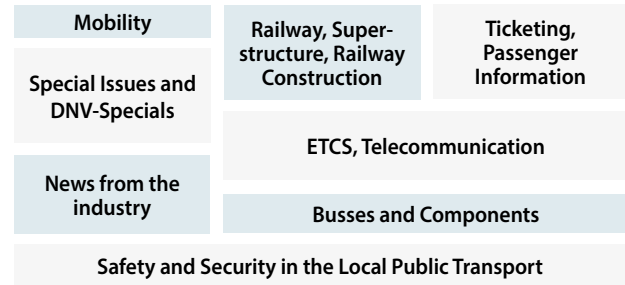 Mobility
Special Issues and
DNV-Specials
News from the
industry
Railway, Super-
structure, Railway
Construction
Ticketing,
Passenger
Information
ETCS, Telecommunication
Busses and Components
Safety and Security in the Local Public Transport